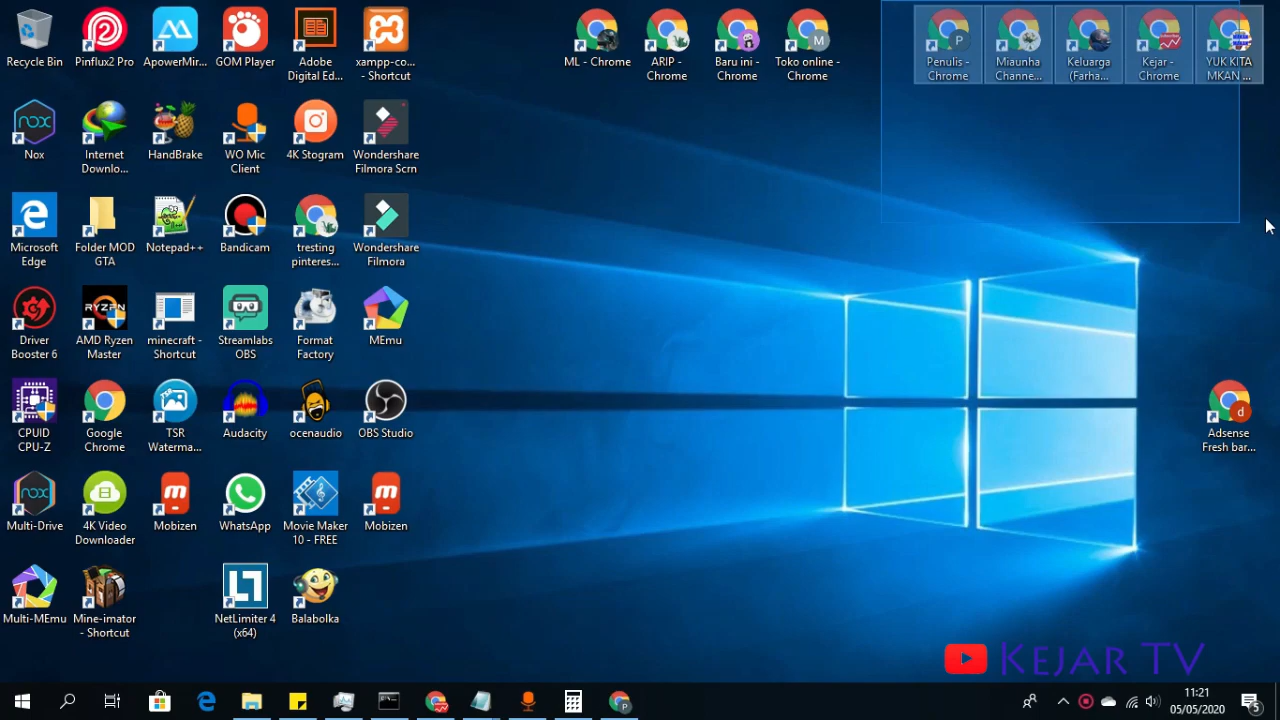 Recycle Bin
Pinflux2 Pro
ApowerMir...
GOM Player
Adobe
Digital Ed...
xampp-co...
- Shortcut
ML - Chrome
ARIP -
Chrome
Baru ini -
Chrome
M
Toko online -
Chrome
P
Penulis -
Chrome
Miaunha
Channe...
Keluarga
(Farha...
Kejar -
Chrome
YUK KITA
MKAN ...
nox
Nox
Internet
Downlo...
HandBrake
WO Mic
Client
4K Stogram
Wondershare
Filmora Scrn
Microsoft
Edge
Folder MOD
GTA
Notepad++
Bandicam
tresting
pinteres...
Wondershare
Filmora
Driver
Booster 6
RYZEN
AMD Ryzen
Master
minecraft -
Shortcut
Streamlabs
OBS
Format
Factory
MEmu
CPUID
CPU-Z
Google
Chrome
TSR
Waterma...
Audacity
ocenaudio
OBS Studio
d
Adsense
Fresh bar...
nox
Multi-Drive
4K Video
Downloader
Mobizen
WhatsApp
Movie Maker
10 - FREE
Mobizen
Multi-MEmu
Mine-imator
- Shortcut
NetLimiter 4
(x64)
Balabolka
KEJAR TV
P
11:21
05/05/2020
5